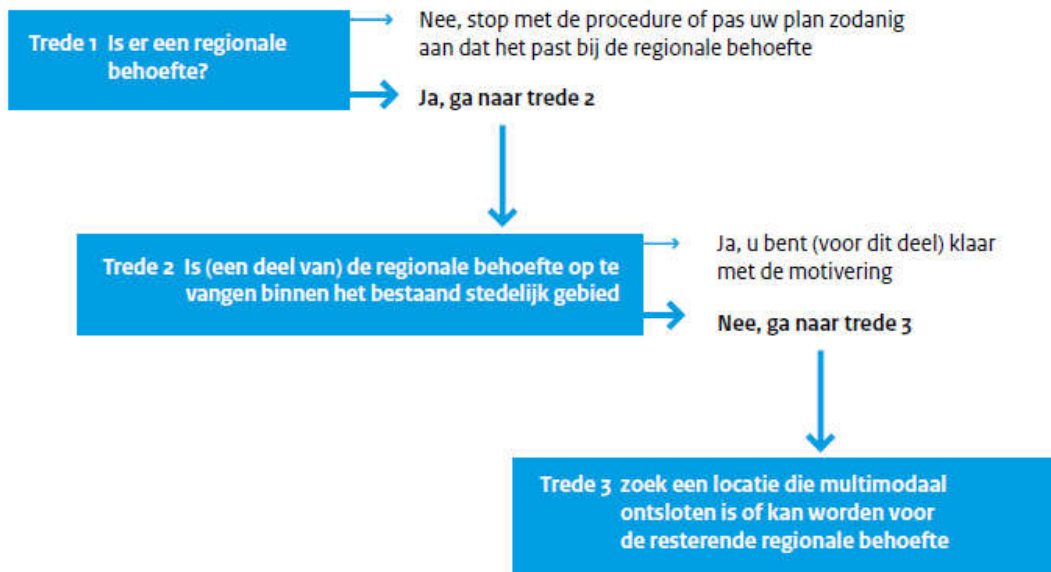 Nee, stop met de procedure of pas uw plan zodanig
aan dat het past bij de regionale behoefte
Trede 1 Is er een regionale
behoefte?
Ja, ga naar trede 2
Trede 2 Is (een deel van) de regionale behoefte op te
vangen binnen het bestaand stedelijk gebied
Ja, u bent (voor dit deel) klaar
met de motivering
Nee, ga naar trede 3
Trede 3 zoek een locatie die multimodaal
ontsloten is of kan worden voor
de resterende regionale behoefte